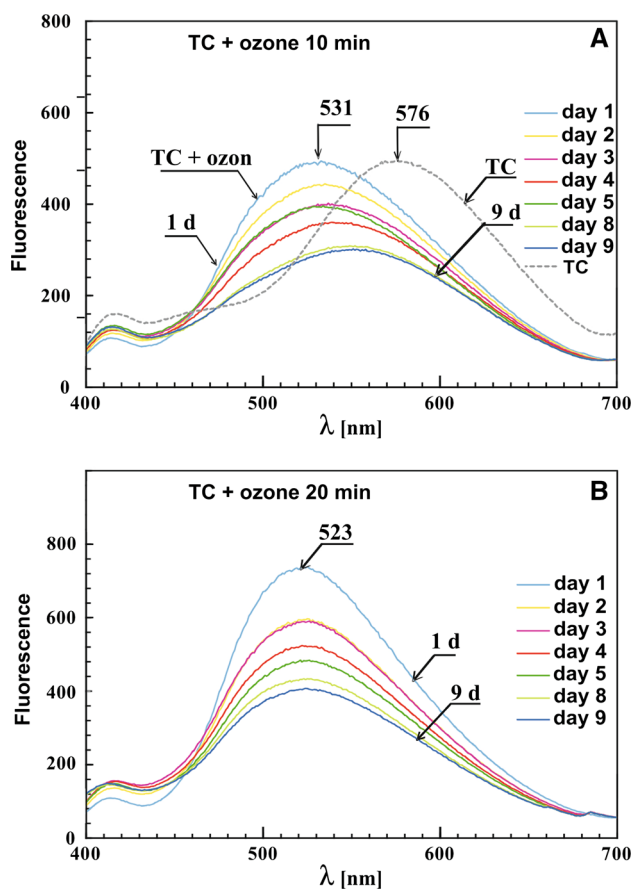 800
TC + ozone 10 min
A
531
576
600
day 1
TC + ozon
day 2
TC
day 3
1 d
9 d
day 4
400
day 5
day 8
day 9
TC
200
0
400
500
600
700
Fluorescence
λ [nm]
TC + ozone 20 min
B
800
523
day 1
600
day 2
1 d
day 3
9 d
day 4
400
day 5
day 8
day 9
200
0
400
500
600
700
Fluorescence
λ [nm]